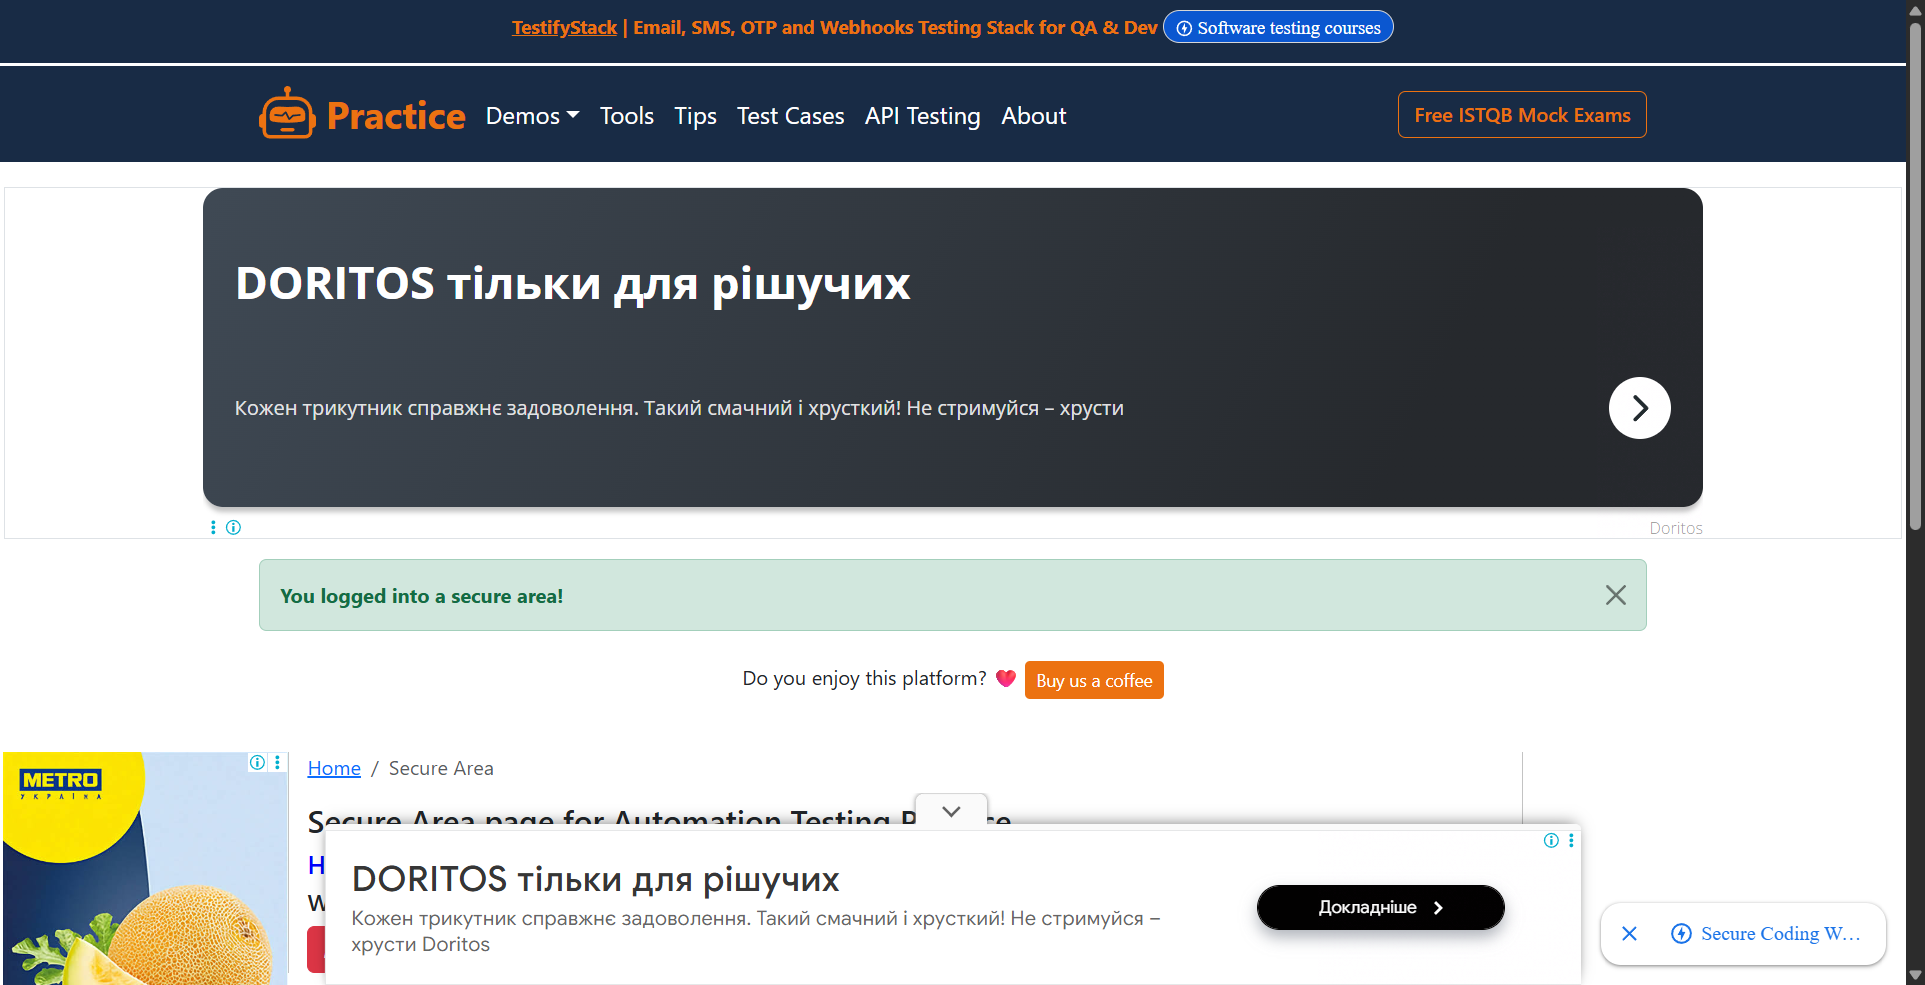 TestifyStack | Email, SMS, OTP and Webhooks Testing Stack for QA & Dev Software testing courses
Practice Demos Tools Tips Test Cases API Testing About Free ISTQB Mock Exams
DORITOS тільки для рішучих
Кожен трикутник справжнє задоволення. Такий смачний і хрусткий! Не стримуйся – хрусти
Doritos
You logged into a secure area!
Do you enjoy this platform? Buy us a coffee
METRO
УКРАЇНА
Home / Secure Area
Secure Area page for Automation Testing
DORITOS тільки для рішучих
Кожен трикутник справжнє задоволення. Такий смачний і хрусткий! Не стримуйся –
хрусти Doritos
Докладніше
Secure Coding W...